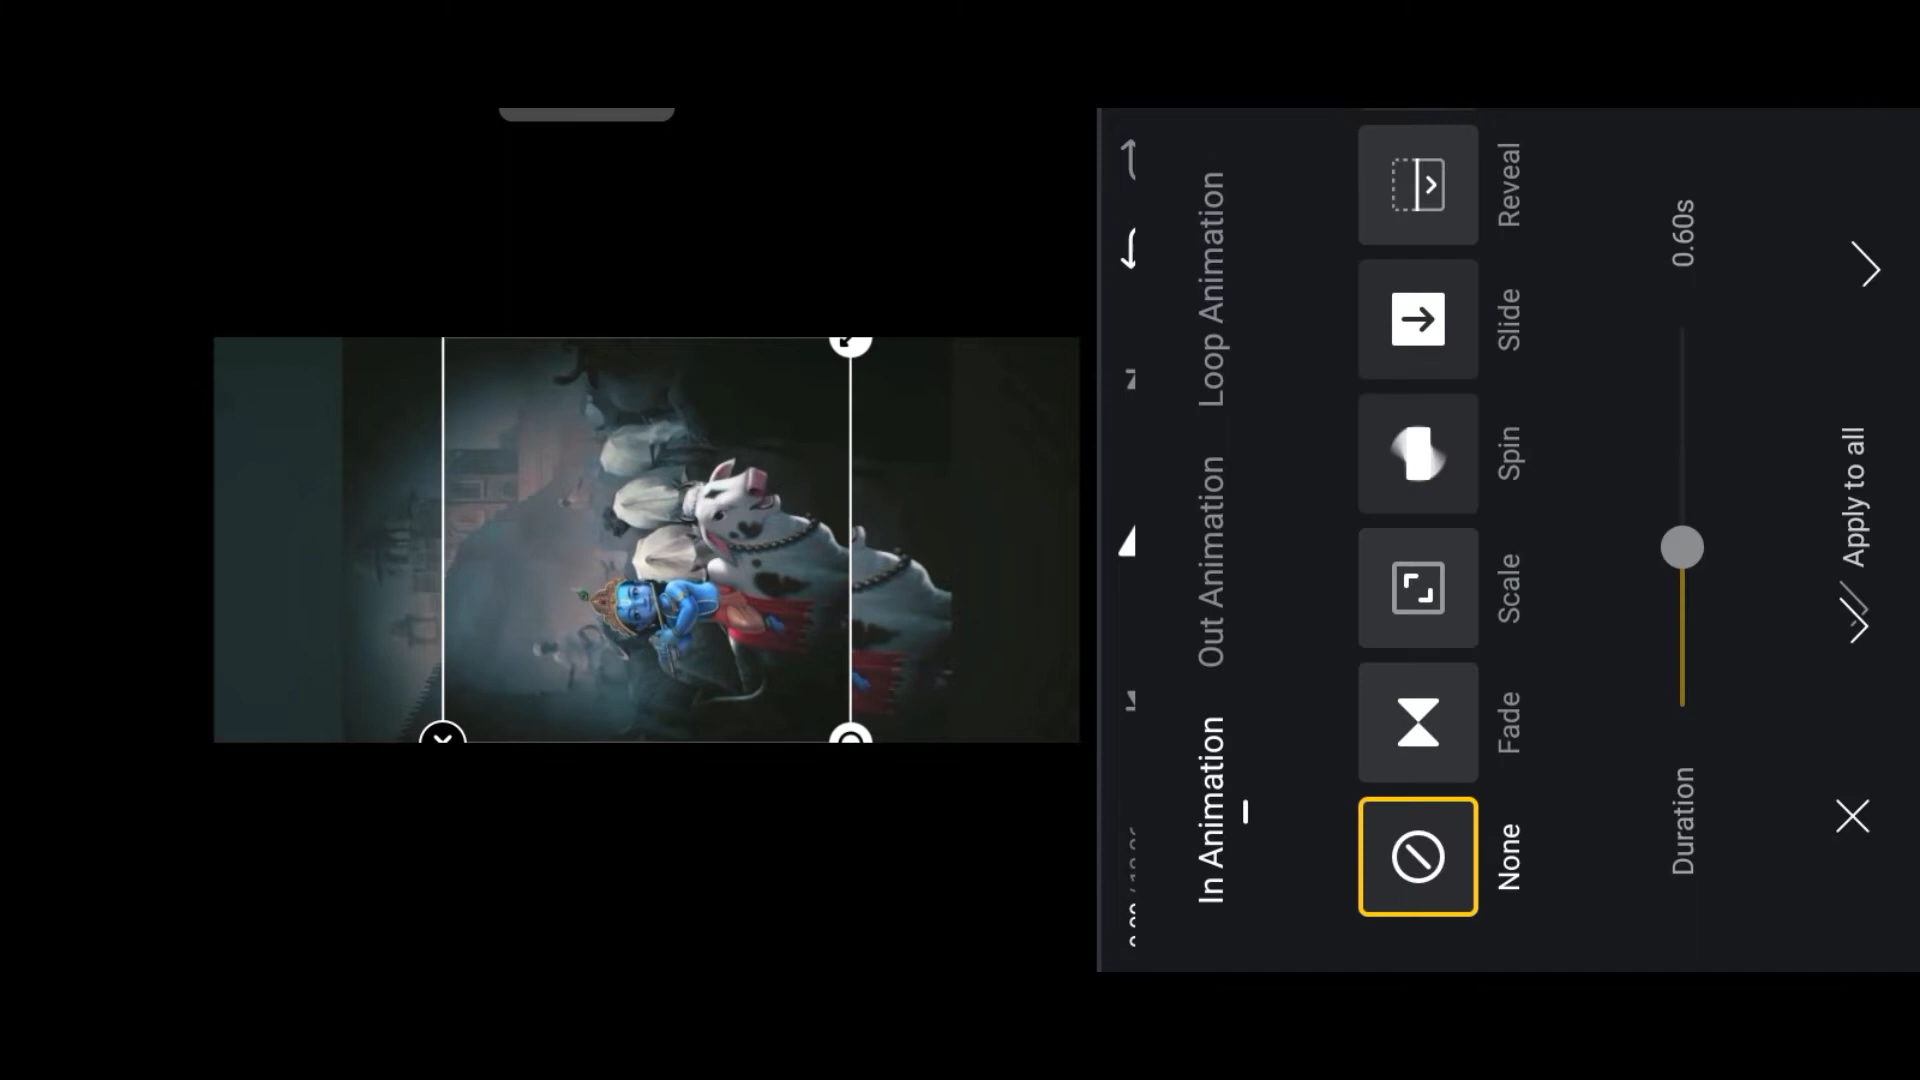 In Animation
Out Animation
Loop Animation
None
Fade
Scale
Spin
Slide
Reveal
Duration
0.60s
Apply to all